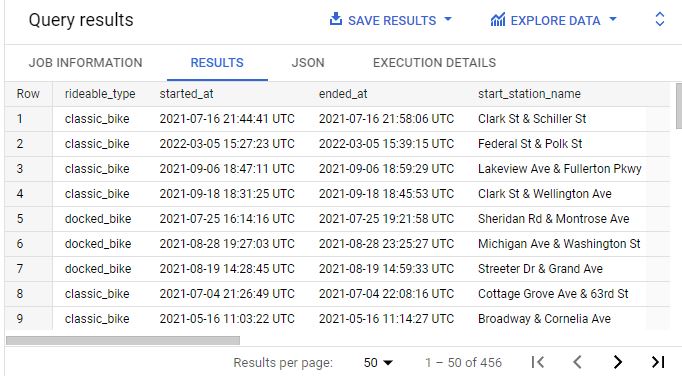 Query results SAVE RESULTS EXPLORE DATA
JOB INFORMATION RESULTS JSON EXECUTION DETAILS
Row rideable_type started_at ended_at start_station_name
1 classic_bike 2021-07-16 21:44:41 UTC 2021-07-16 21:58:06 UTC Clark St & Schiller St
2 classic_bike 2022-03-05 15:27:23 UTC 2022-03-05 15:39:15 UTC Federal St & Polk St
3 classic_bike 2021-09-06 18:47:11 UTC 2021-09-06 18:59:29 UTC Lakeview Ave & Fullerton Pkwy
4 classic_bike 2021-09-18 18:31:25 UTC 2021-09-18 18:45:53 UTC Clark St & Wellington Ave
5 docked_bike 2021-07-25 16:14:16 UTC 2021-07-25 19:21:58 UTC Sheridan Rd & Montrose Ave
6 docked_bike 2021-08-28 19:27:03 UTC 2021-08-28 23:25:27 UTC Michigan Ave & Washington St
7 docked_bike 2021-08-19 14:28:45 UTC 2021-08-19 14:59:33 UTC Streeter Dr & Grand Ave
8 classic_bike 2021-07-04 21:26:49 UTC 2021-07-04 22:08:16 UTC Cottage Grove Ave & 63rd St
9 classic_bike 2021-05-16 11:03:22 UTC 2021-05-16 11:14:27 UTC Broadway & Cornelia Ave
Results per page: 50 1 – 50 of 456